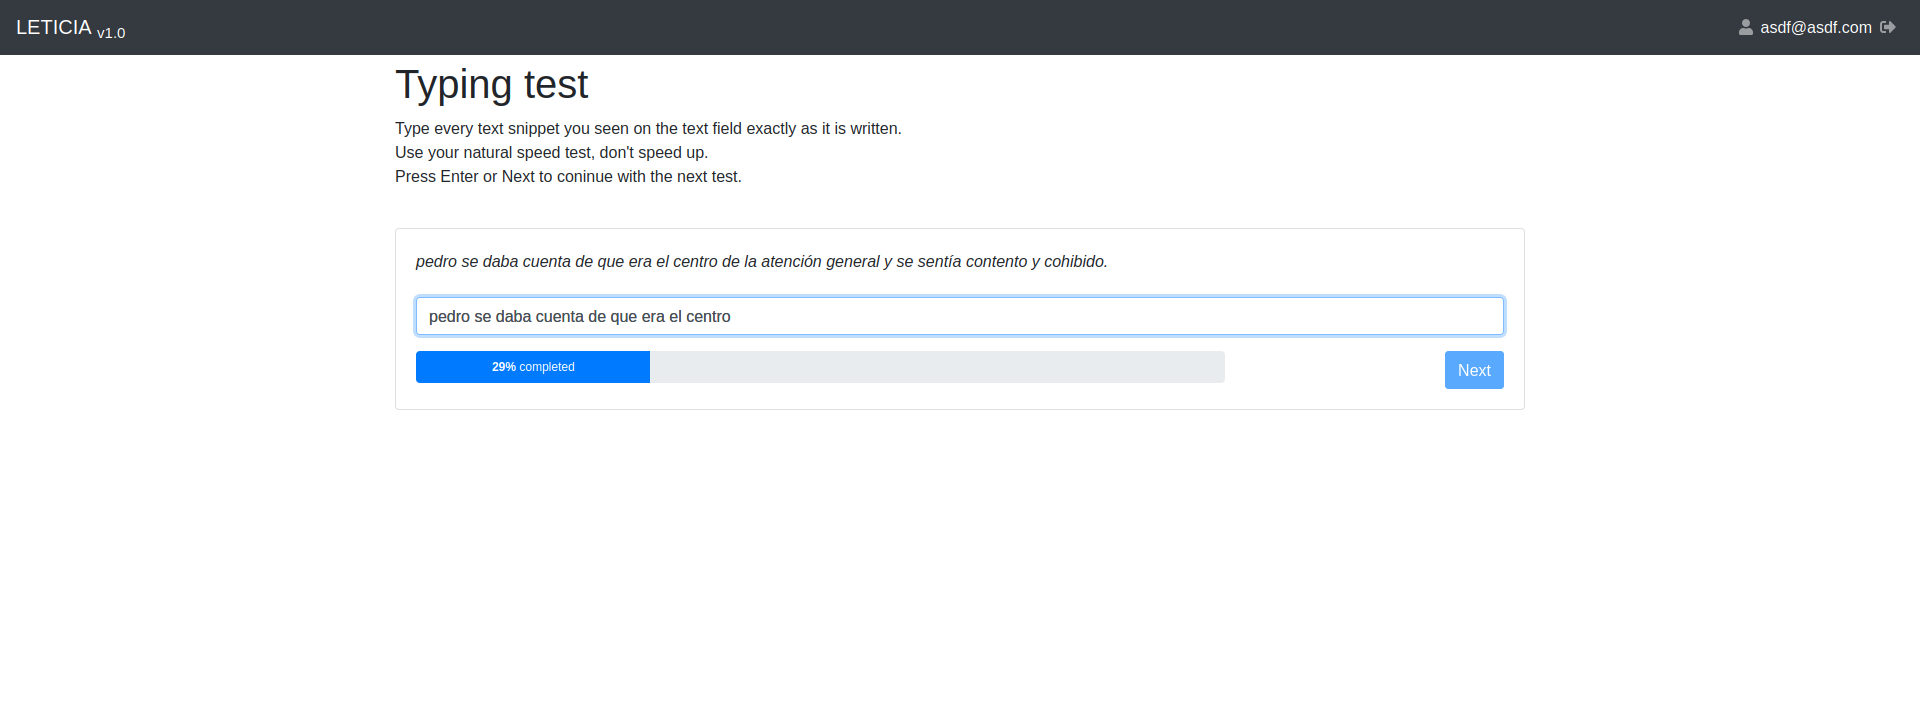 LETICIA v1.0
asdf@asdf.com
Typing test
Type every text snippet you seen on the text field exactly as it is written.
Use your natural speed test, don't speed up.
Press Enter or Next to coninue with the next test.
pedro se daba cuenta de que era el centro de la atención general y se sentía contento y cohibido.
pedro se daba cuenta de que era el centro
29% completed
Next